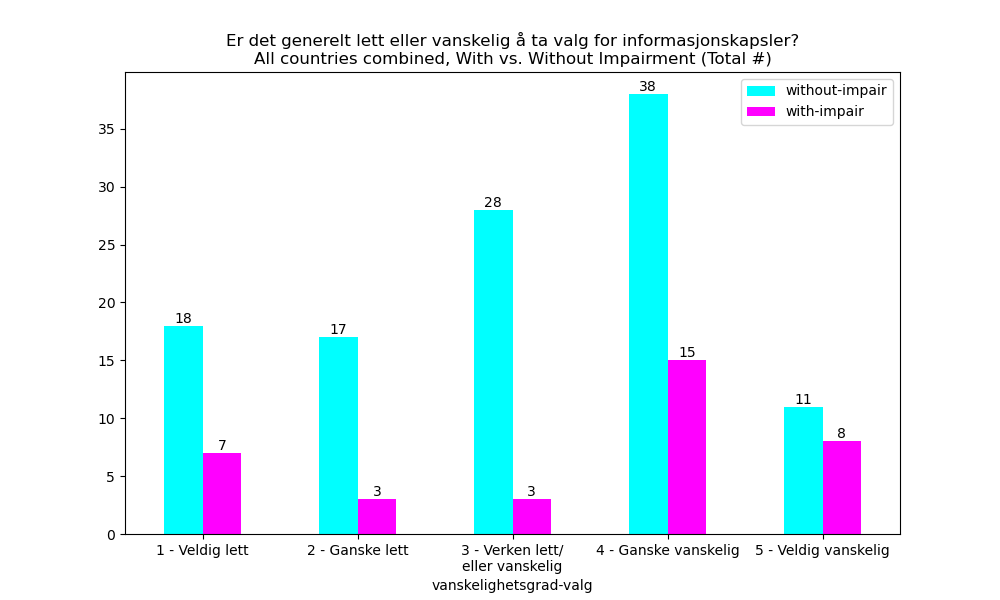 Er det generelt lett eller vanskelig å ta valg for informasjonskapsler?
All countries combined, With vs. Without Impairment (Total #)
without-impair
with-impair
35
30
25
20
15
10
5
0
18
7
17
3
28
3
38
15
11
8
1 - Veldig lett
2 - Ganske lett
3 - Verken lett/
eller vanskelig
4 - Ganske vanskelig
5 - Veldig vanskelig
vanskelighetsgrad-valg